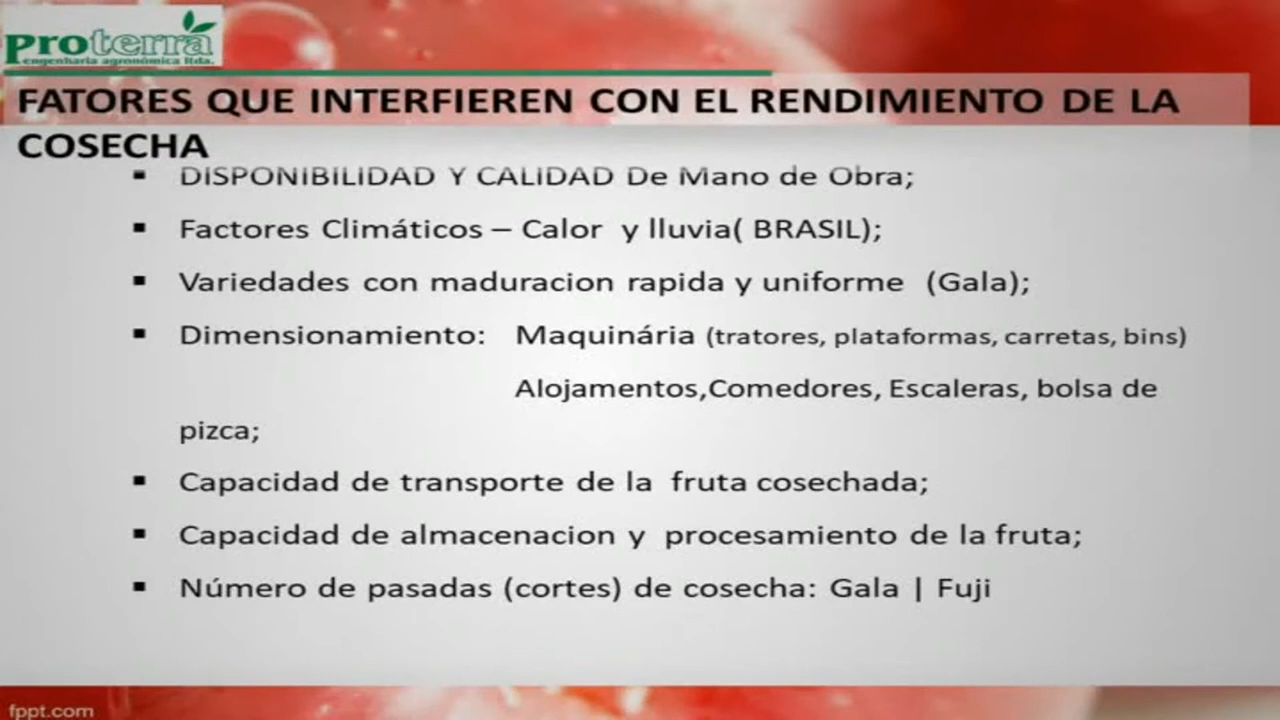 proterra
engenharia agronômica ltda.
FATORES QUE INTERFIEREN CON EL RENDIMIENTO DE LA
COSECHA
▪ DISPONIBILIDAD Y CALIDAD De Mano de Obra;
▪ Factores Climáticos – Calor y lluvia( BRASIL);
▪ Variedades con maduracion rapida y uniforme (Gala);
▪ Dimensionamiento: Maquinária (tratores, plataformas, carretas, bins)
Alojamentos,Comedores, Escaleras, bolsa de
pizca;
▪ Capacidad de transporte de la fruta cosechada;
▪ Capacidad de almacenacion y procesamiento de la fruta;
▪ Número de pasadas (cortes) de cosecha: Gala | Fuji
fppt.com